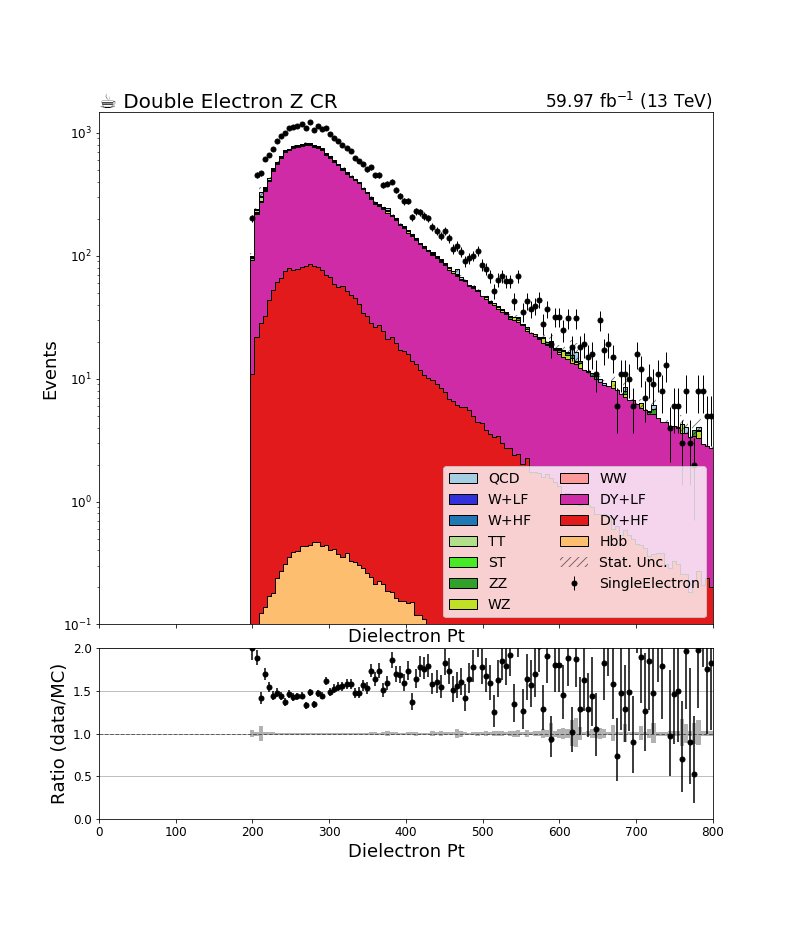 ☕ Double Electron Z CR 59.97 fb⁻¹ (13 TeV)
Events
10³
10²
10¹
10⁰
10⁻¹
QCD WW
W+LF DY+LF
W+HF DY+HF
TT Hbb
ST Stat. Unc.
ZZ SingleElectron
WZ
Dielectron Pt
Ratio (data/MC)
2.0
1.5
1.0
0.5
0.0
0 100 200 300 400 500 600 700 800
Dielectron Pt